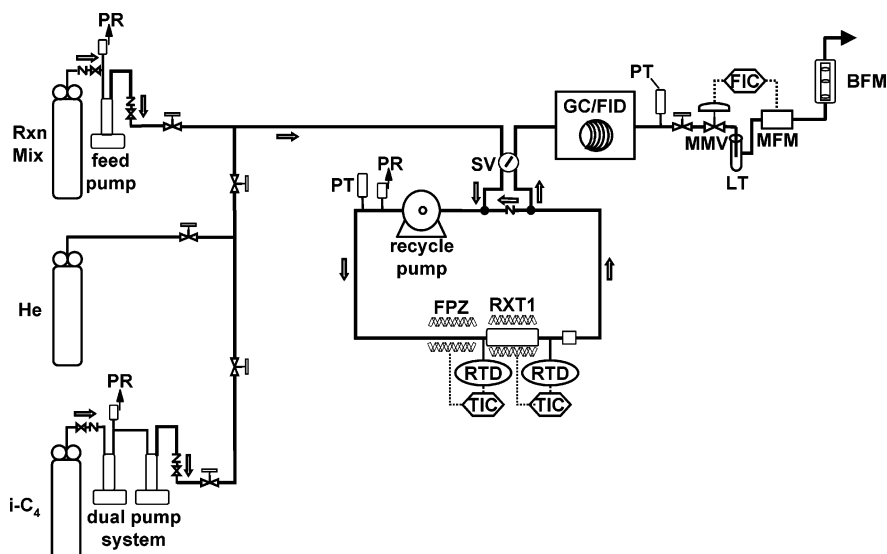 PR
Rxn
Mix
feed
pump
PT
GC/FID
FIC
BFM
MMV
MFM
LT
SV
PT
PR
recycle
pump
He
FPZ
RXT1
RTD
RTD
TIC
TIC
PR
i-C₄
dual pump
system